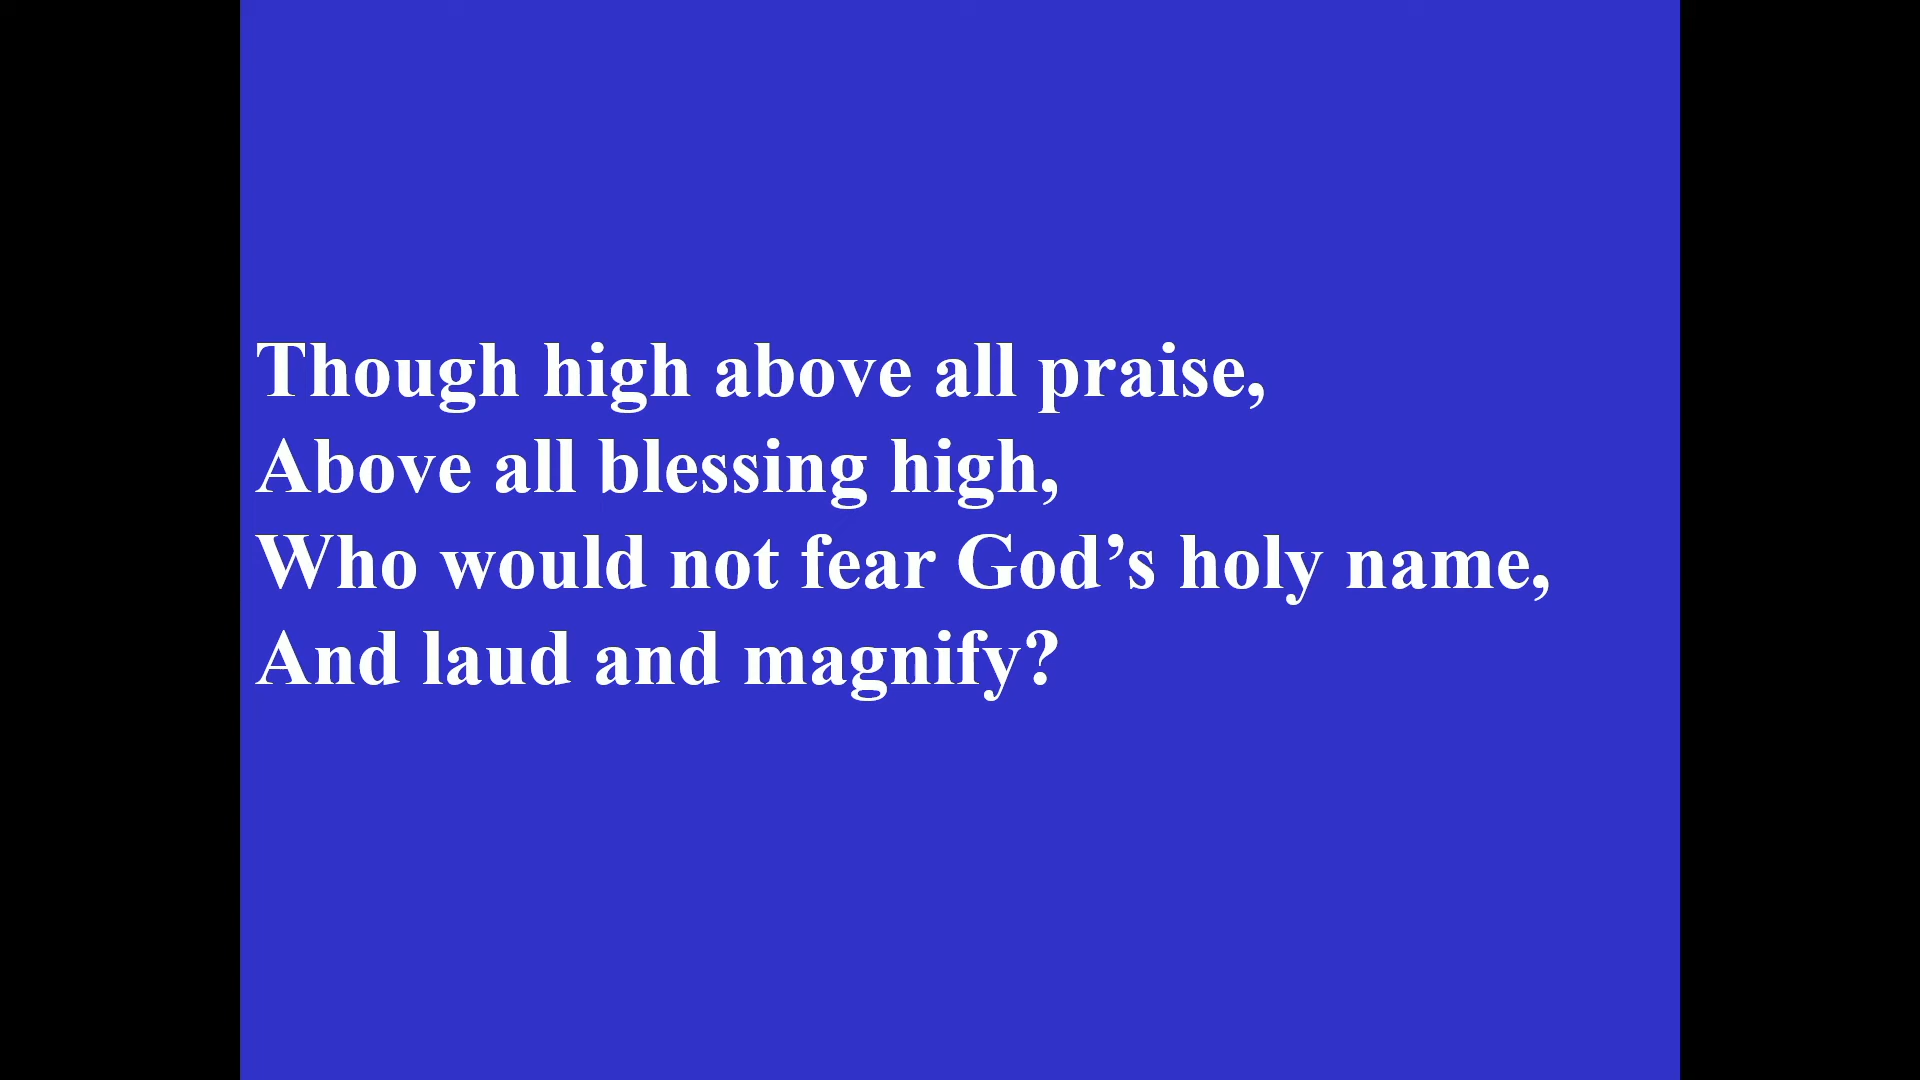 Though high above all praise,
Above all blessing high,
Who would not fear God’s holy name,
And laud and magnify?